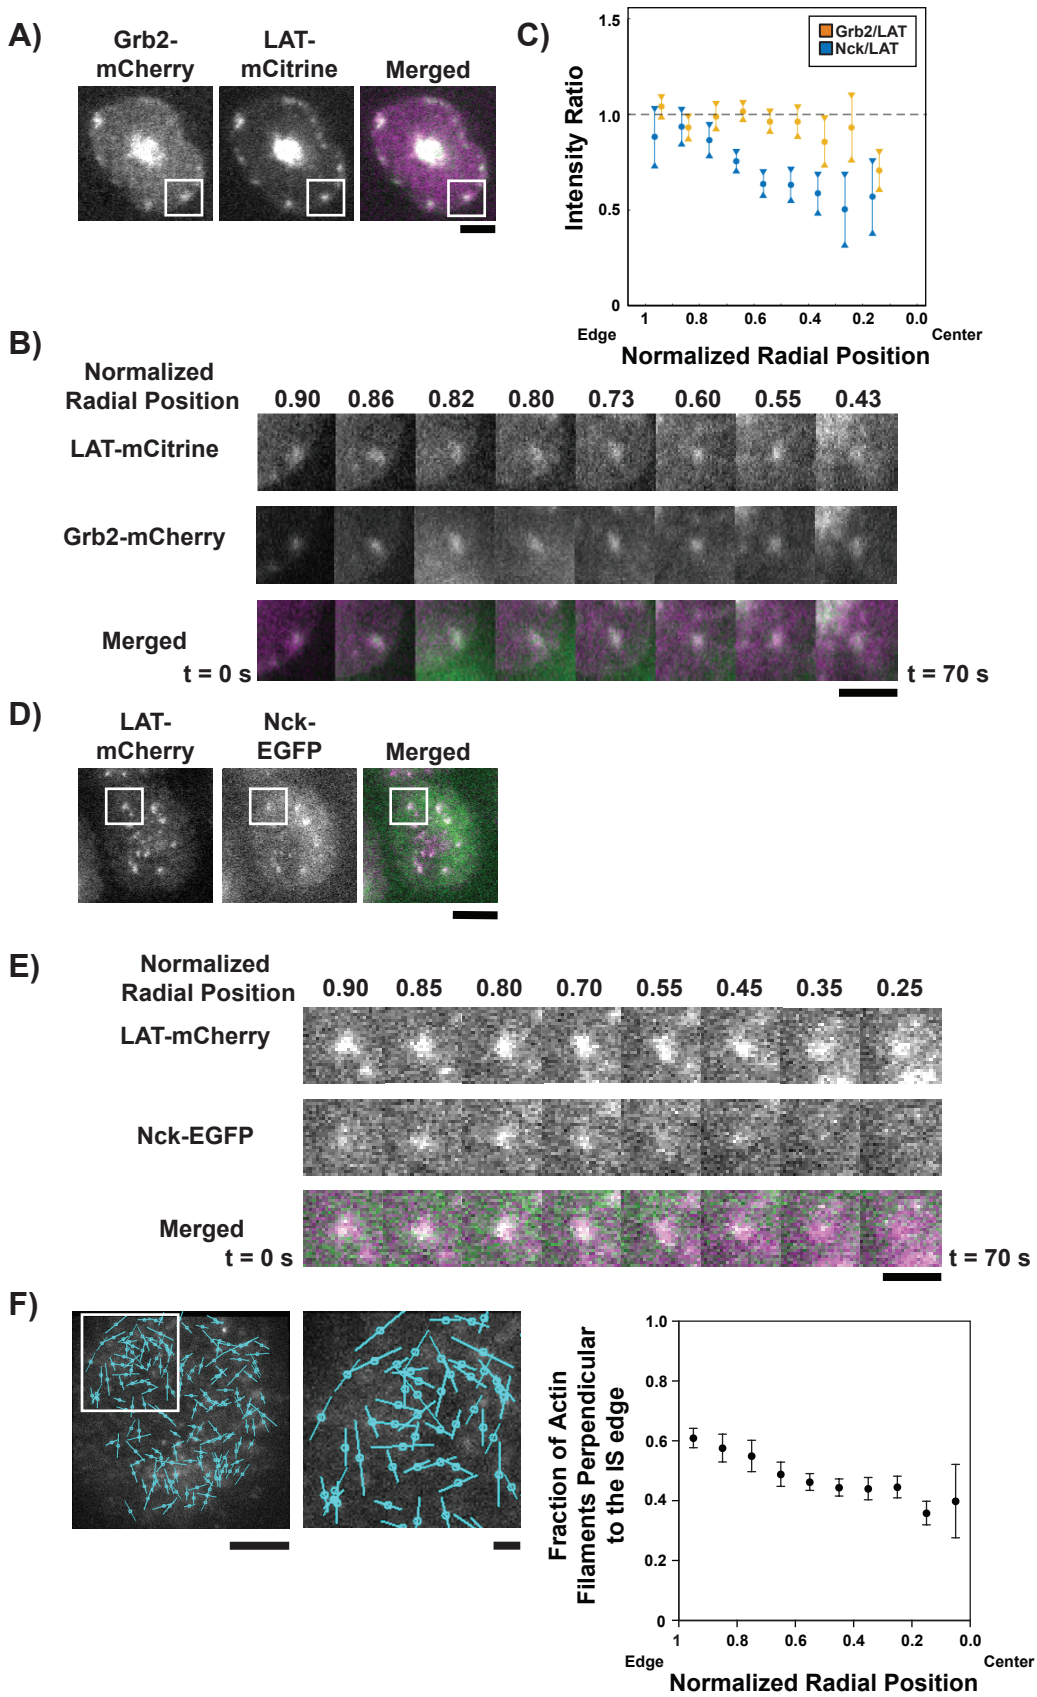 A)
Grb2-
mCherry
LAT-
mCitrine
Merged
C)
Intensity Ratio
1.5
1.0
0.5
0
Grb2/LAT
Nck/LAT
1 0.8 0.6 0.4 0.2 0.0
Edge
Center
Normalized Radial Position
B)
Normalized
Radial Position
0.90 0.86 0.82 0.80 0.73 0.60 0.55 0.43
LAT-mCitrine
Grb2-mCherry
Merged
t = 0 s
t = 70 s
D)
LAT-
mCherry
Nck-
EGFP
Merged
E)
Normalized
Radial Position
0.90 0.85 0.80 0.70 0.55 0.45 0.35 0.25
LAT-mCherry
Nck-EGFP
Merged
t = 0 s
t = 70 s
F)
Fraction of Actin
Filaments Perpendicular
to the IS edge
1.0
0.8
0.6
0.4
0.2
0
1 0.8 0.6 0.4 0.2 0.0
Edge
Center
Normalized Radial Position